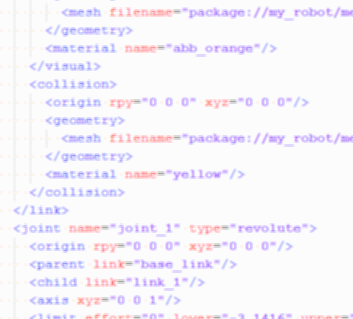 <mesh filename="package://my_robot/me
</geometry>
<material name="abb_orange"/>
</visual>
<collision>
<origin rpy="0 0 0" xyz="0 0 0"/>
<geometry>
<mesh filename="package://my_robot/me
</geometry>
<material name="yellow"/>
</collision>
</link>
<joint name="joint_1" type="revolute">
<origin rpy="0 0 0" xyz="0 0 0"/>
<parent link="base_link"/>
<child link="link_1"/>
<axis xyz="0 0 1"/>
<limit effort="0" lower="-3.1416" upper="